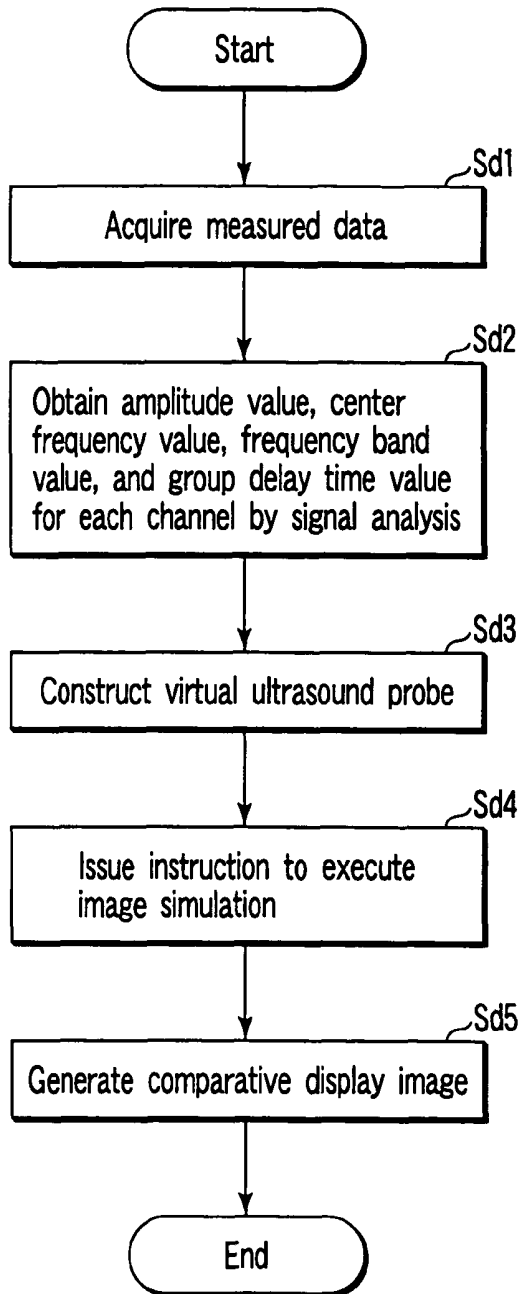 Start
Sd1
Acquire measured data
Sd2
Obtain amplitude value, center
frequency value, frequency band
value, and group delay time value
for each channel by signal analysis
Sd3
Construct virtual ultrasound probe
Sd4
Issue instruction to execute
image simulation
Sd5
Generate comparative display image
End